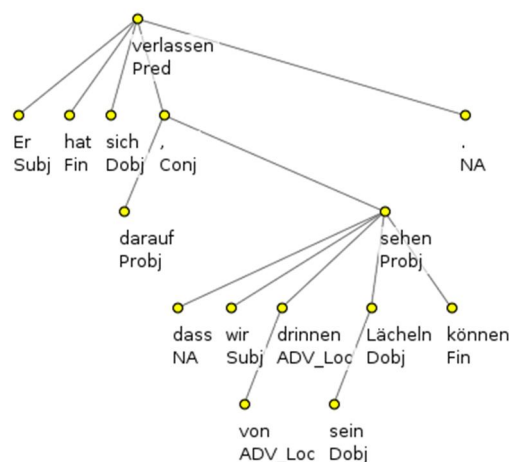 verlassen
Pred
Er hat sich , .
Subj Fin Dobj Conj NA
darauf sehen
Probj Probj
dass wir drinnen Lächeln können
NA Subj ADV_Loc Dobj Fin
von sein
ADV_Loc Dobj